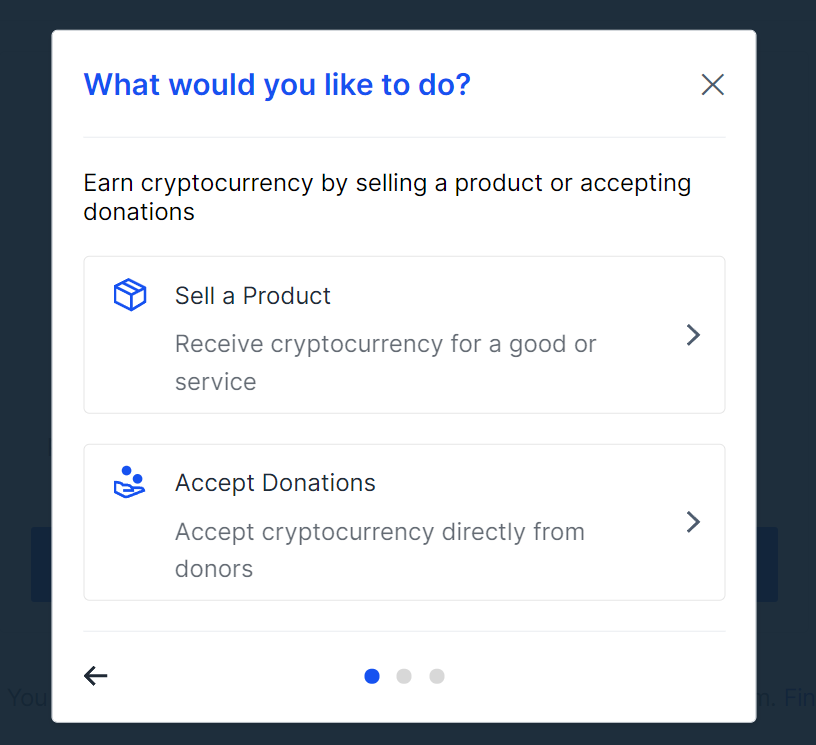 What would you like to do?
Earn cryptocurrency by selling a product or accepting
donations
Sell a Product
Receive cryptocurrency for a good or
service
Accept Donations
Accept cryptocurrency directly from
donors
You
m. Fin